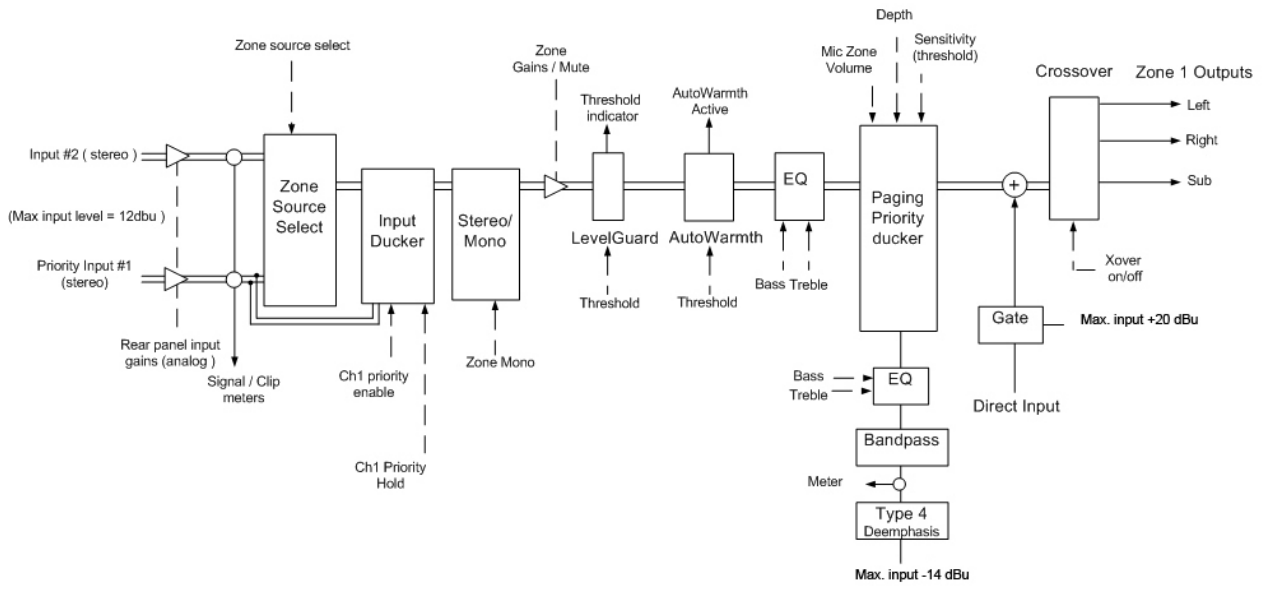 Depth
Zone source select
Zone
Gains / Mute
Mic Zone
Volume
Sensitivity
(threshold)
Crossover
Zone 1 Outputs
Threshold
indicator
AutoWarmth
Active
Left
Right
Sub
Input #2 ( stereo )
(Max input level = 12dbu )
Priority Input #1
(stereo)
Zone
Source
Select
Input
Ducker
Stereo/
Mono
LevelGuard
AutoWarmth
EQ
Paging
Priority
ducker
+
Bass Treble
Threshold
Threshold
Xover
on/off
Rear panel input
gains (analog )
Signal / Clip
meters
Ch1 priority
enable
Zone Mono
Ch1 Priority
Hold
Gate
Max. input +20 dBu
Direct Input
Bass
Treble
EQ
Bandpass
Meter
Type 4
Deemphasis
Max. input -14 dBu